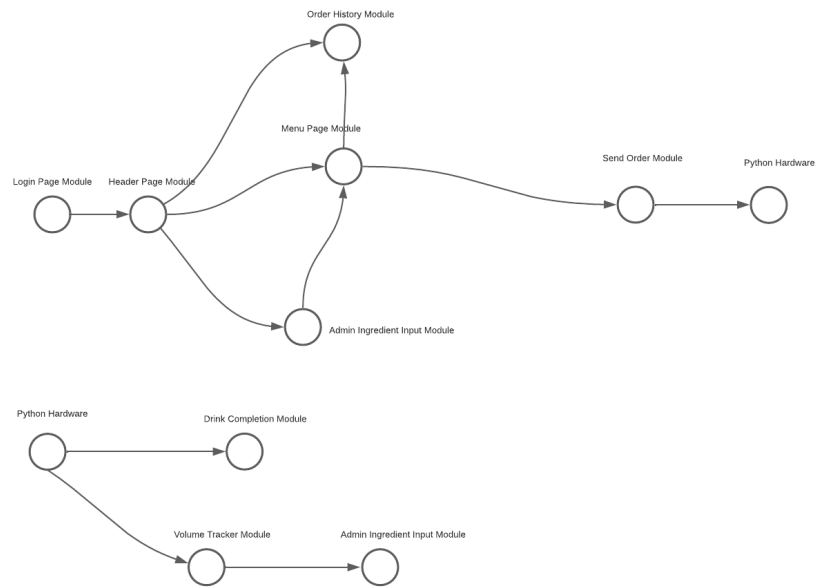 Order History Module
Menu Page Module
Send Order Module
Python Hardware
Login Page Module
Header Page Module
Admin Ingredient Input Module
Python Hardware
Drink Completion Module
Volume Tracker Module
Admin Ingredient Input Module